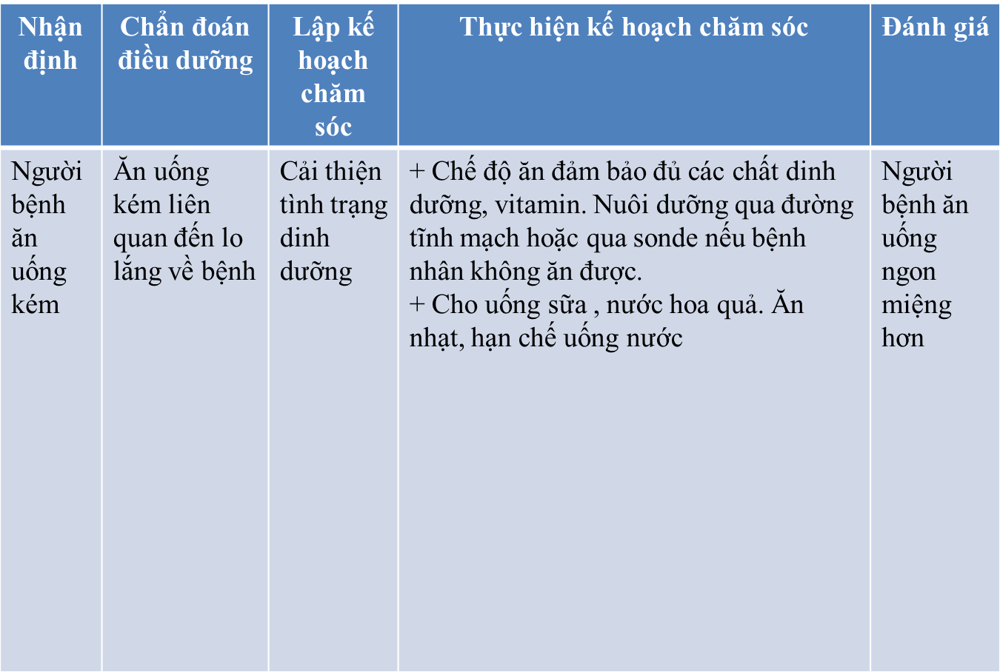 Nhận
định
Chẩn đoán
điều dưỡng
Lập kế
hoạch
chăm
sóc
Thực hiện kế hoạch chăm sóc
Đánh giá
Người
bệnh
ăn
uống
kém
Ăn uống
kém liên
quan đến lo
lắng về bệnh
Cải thiện
tình trạng
dinh
dưỡng
+ Chế độ ăn đảm bảo đủ các chất dinh
dưỡng, vitamin. Nuôi dưỡng qua đường
tĩnh mạch hoặc qua sonde nếu bệnh
nhân không ăn được.
+ Cho uống sữa , nước hoa quả. Ăn
nhạt, hạn chế uống nước
Người
bệnh ăn
uống
ngon
miệng
hơn